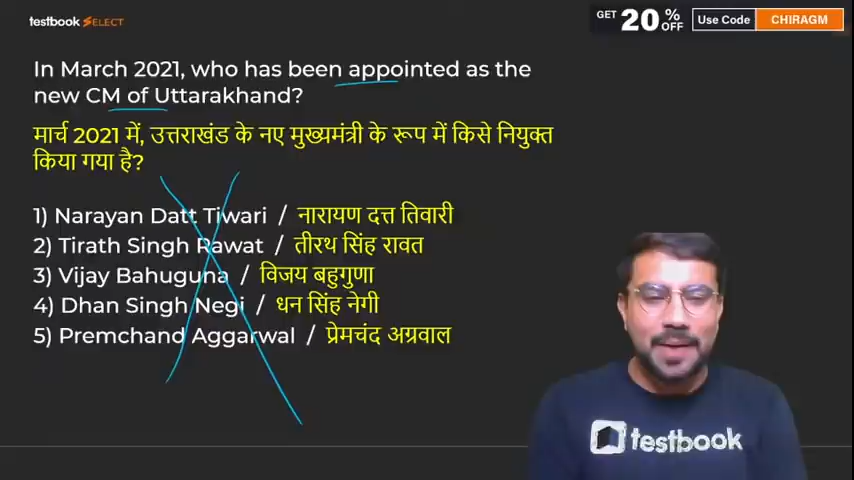 testbook SELECT
GET 20% OFF
Use Code CHIRAGM
In March 2021, who has been appointed as the
new CM of Uttarakhand?
मार्च 2021 में, उत्तराखंड के नए मुख्यमंत्री के रूप में किसे नियुक्त
किया गया है?
1) Narayan Datt Tiwari / नारायण दत्त तिवारी
2) Tirath Singh Rawat / तीरथ सिंह रावत
3) Vijay Bahuguna / विजय बहुगुणा
4) Dhan Singh Negi / धन सिंह नेगी
5) Premchand Aggarwal / प्रेमचंद अग्रवाल
testbook